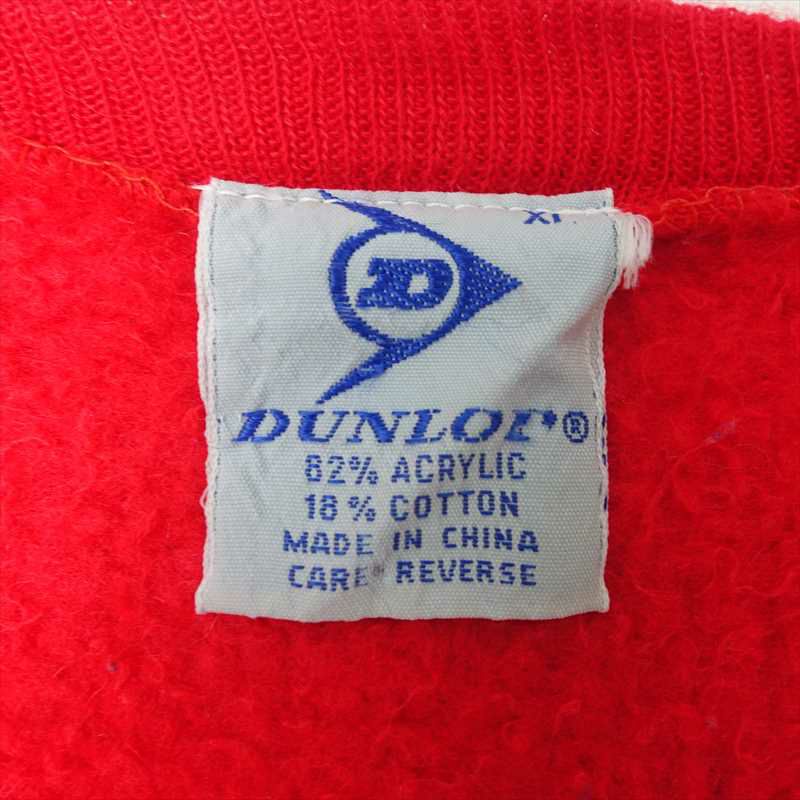 D
DUNLOP®
82% ACRYLIC
18% COTTON
MADE IN CHINA
CARE REVERSE